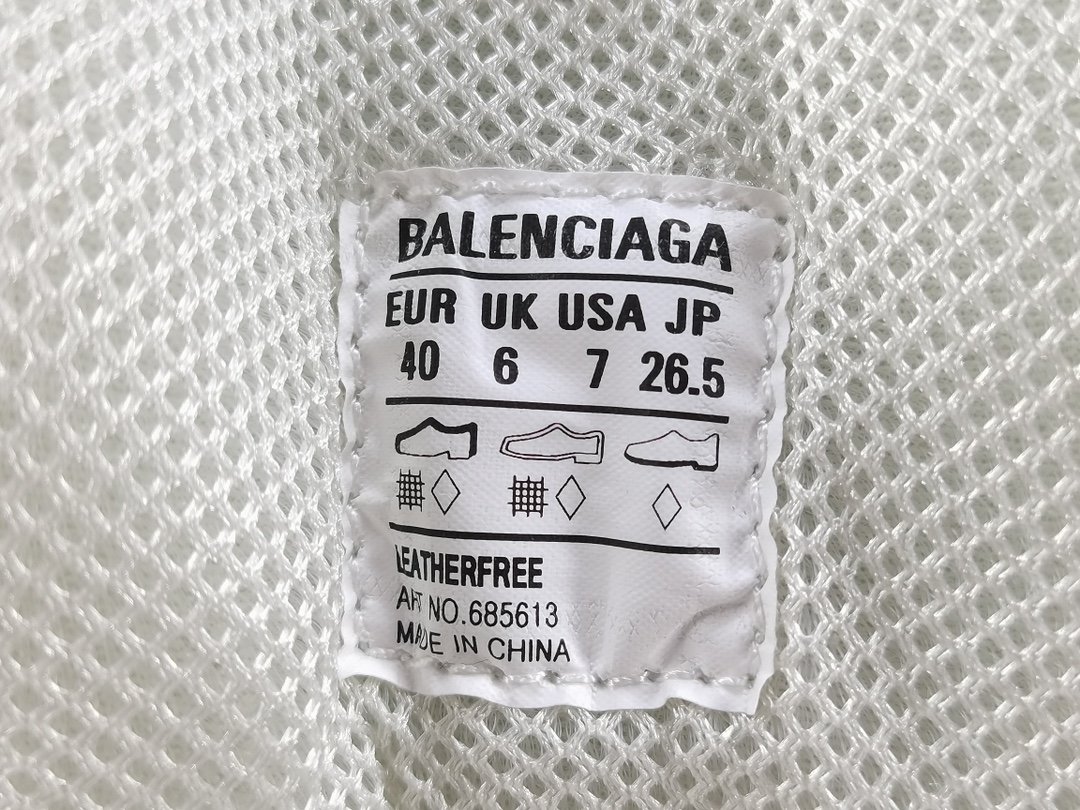 BALENCIAGA
EUR UK USA JP
40 6 7 26.5
LEATHERFREE
ART NO.685613
MADE IN CHINA